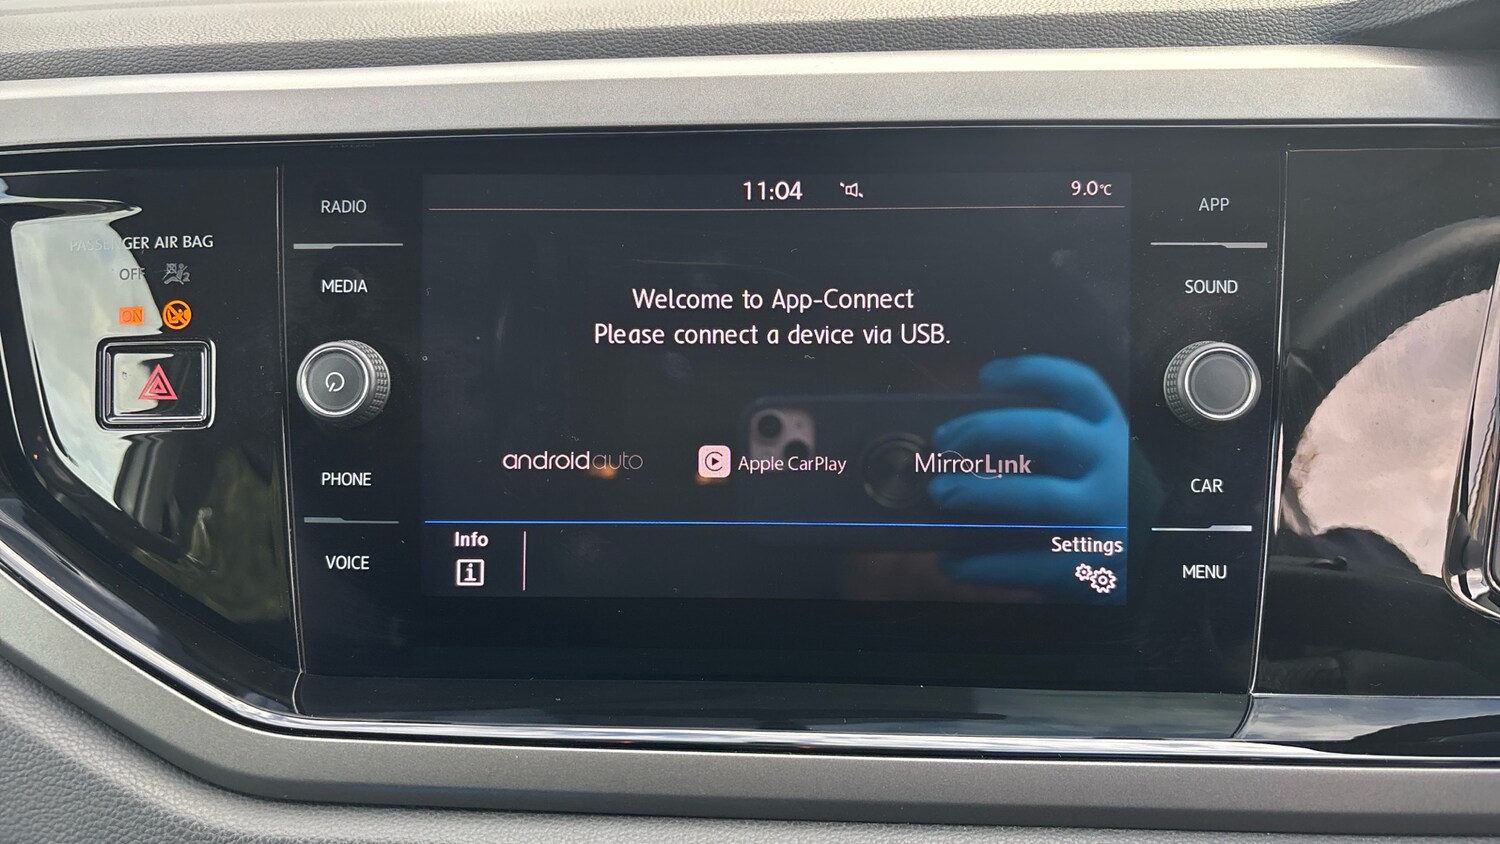 PASSENGER AIR BAG
OFF
ON
RADIO
MEDIA
PHONE
VOICE
11:04
9.0°C
Welcome to App-Connect
Please connect a device via USB.
androidauto
Apple CarPlay
MirrorLink
Info
i
Settings
APP
SOUND
CAR
MENU